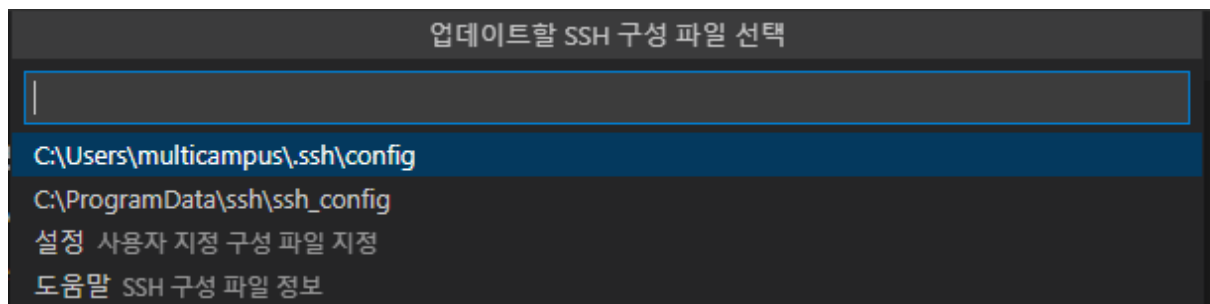 업데이트할 SSH 구성 파일 선택
C:\Users\multicampus\.ssh\config
C:\ProgramData\ssh\ssh_config
설정 사용자 지정 구성 파일 지정
도움말 SSH 구성 파일 정보